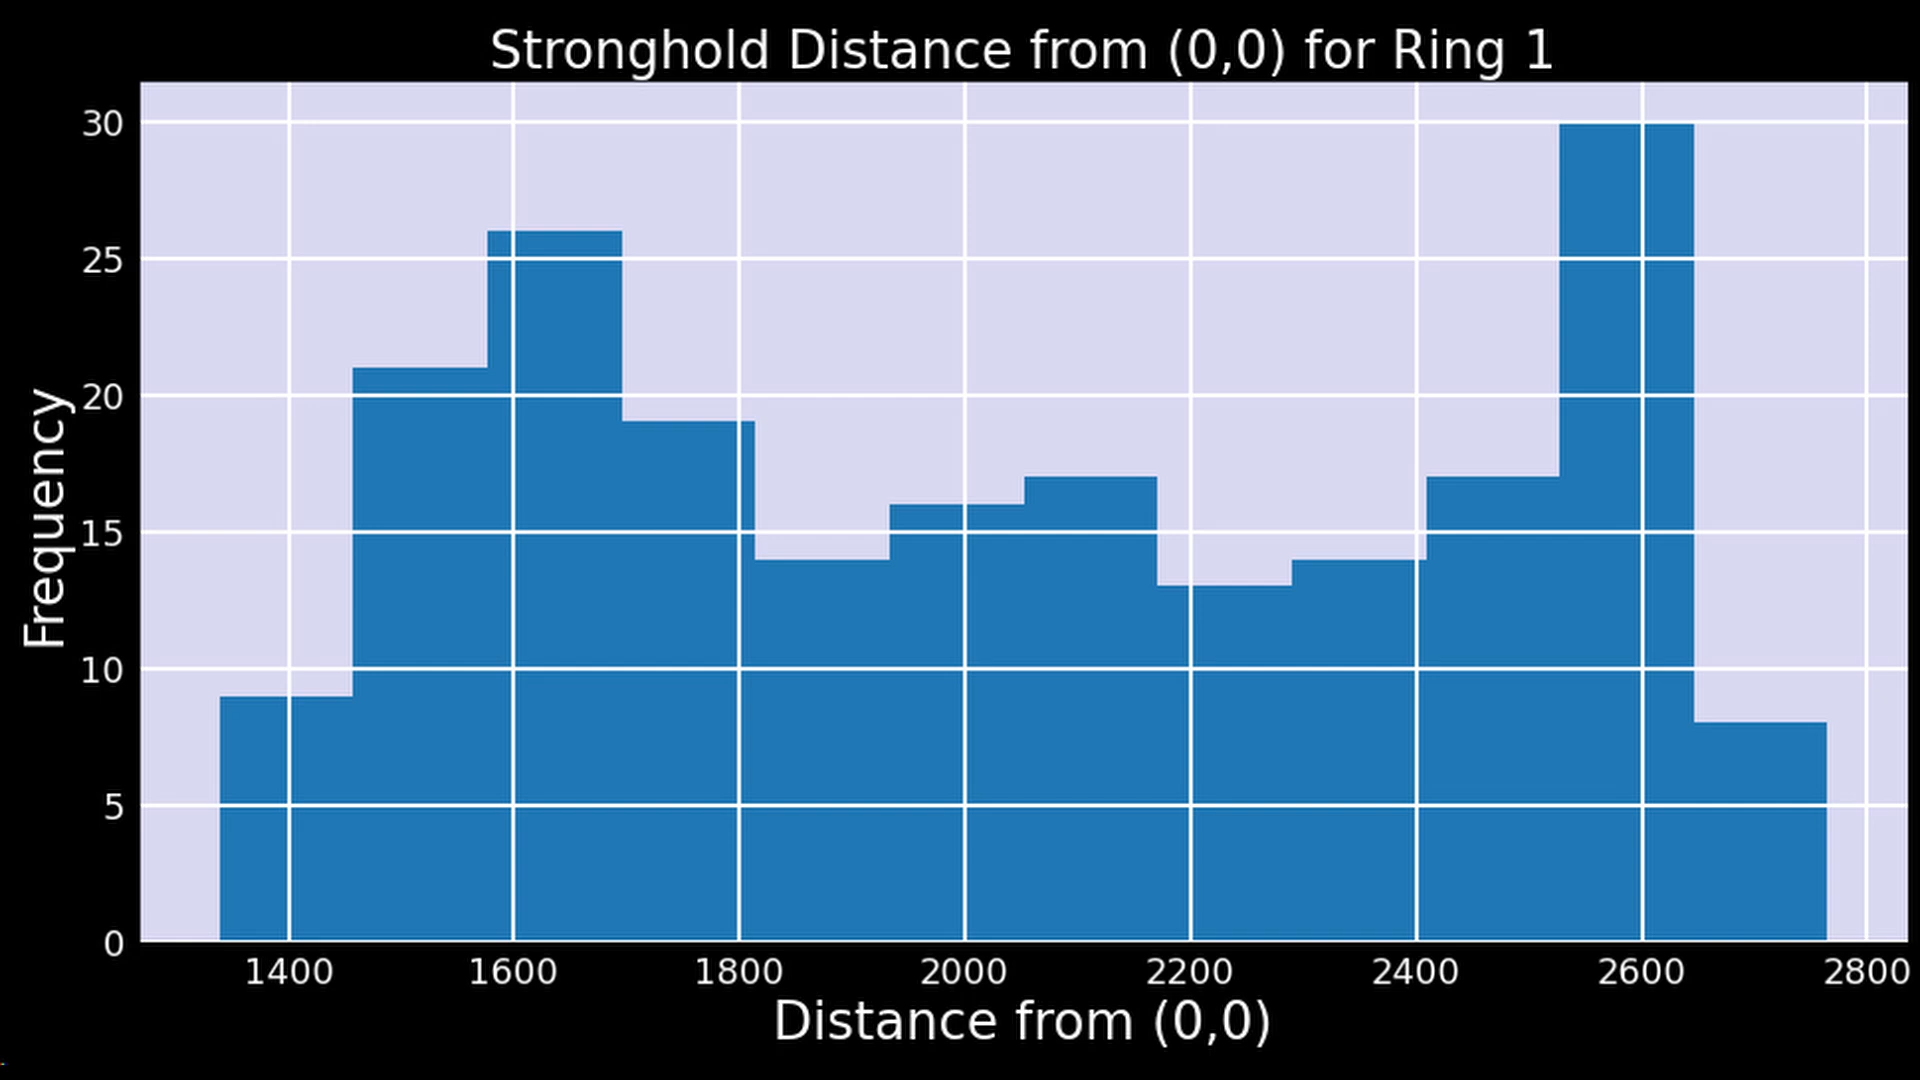 Stronghold Distance from (0,0) for Ring 1
30
25
20
15
10
5
0
Frequency
1400 1600 1800 2000 2200 2400 2600 2800
Distance from (0,0)